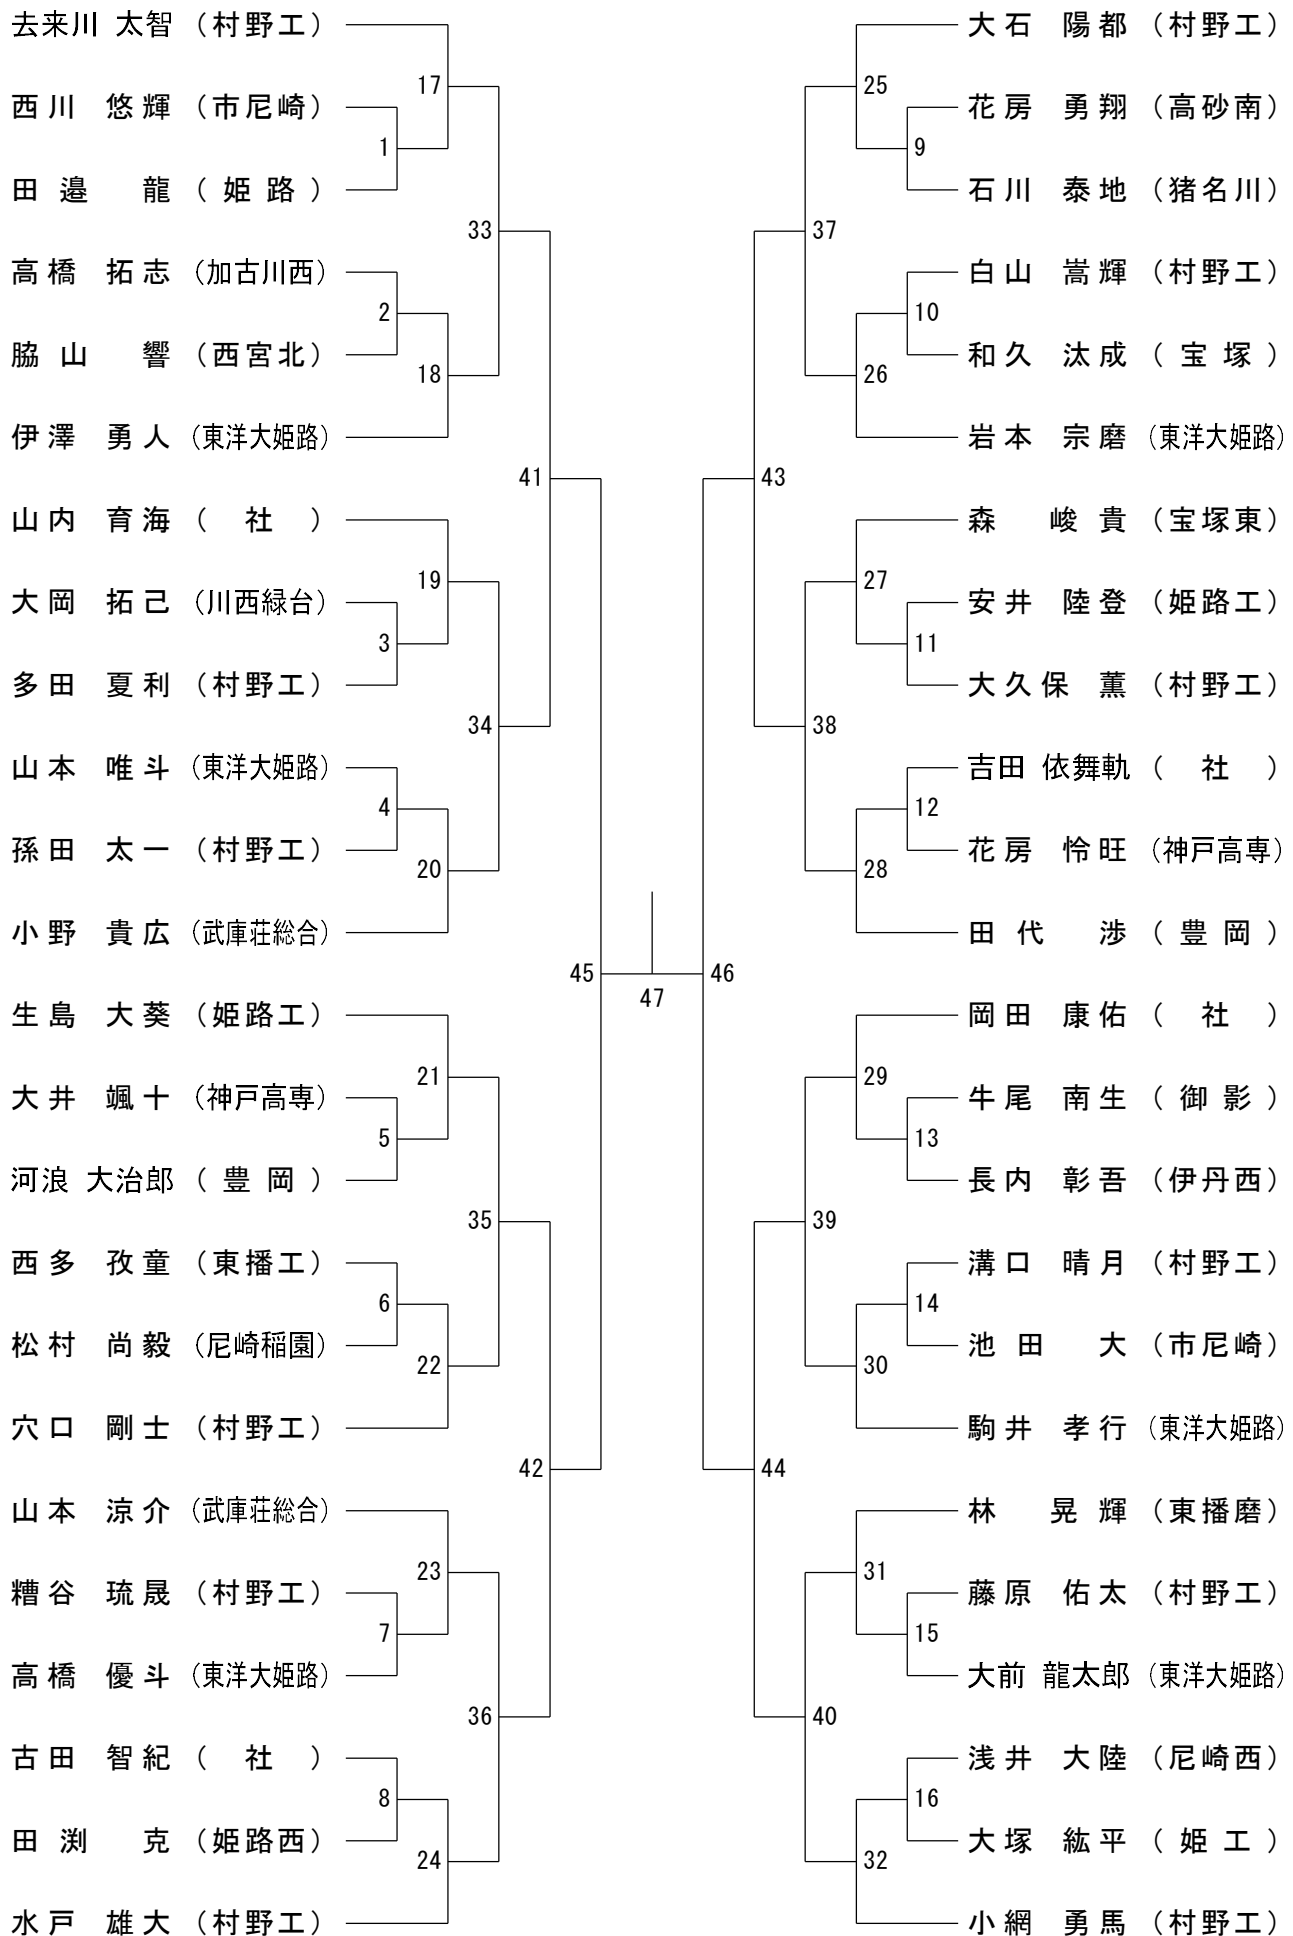 去来川 太智 (村野工)
17
西川 悠輝 (市尼崎)
1
田邉 龍 (姫路)
33
高橋 拓志 (加古川西)
2
脇山 響 (西宮北)
18
伊澤 勇人 (東洋大姫路)
41
山内 育海 (社)
19
大岡 拓己 (川西緑台)
3
多田 夏利 (村野工)
34
山本 唯斗 (東洋大姫路)
4
孫田 太一 (村野工)
20
小野 貴広 (武庫荘総合)
45
生島 大葵 (姫路工)
21
大井 颯十 (神戸高専)
5
河浪 大治郎 (豊岡)
35
西多 孜童 (東播工)
6
松村 尚毅 (尼崎稲園)
22
穴口 剛士 (村野工)
42
山本 涼介 (武庫荘総合)
23
糟谷 琉晟 (村野工)
7
高橋 優斗 (東洋大姫路)
36
古田 智紀 (社)
8
田渕 克 (姫路西)
24
水戸 雄大 (村野工)
47
大石 陽都 (村野工)
25
花房 勇翔 (高砂南)
9
石川 泰地 (猪名川)
37
白山 嵩輝 (村野工)
10
和久 汰成 (宝塚)
26
岩本 宗磨 (東洋大姫路)
43
森 峻貴 (宝塚東)
27
安井 陸登 (姫路工)
11
大久保 薫 (村野工)
38
吉田 依舞軌 (社)
12
花房 怜旺 (神戸高専)
28
田代 渉 (豊岡)
46
岡田 康佑 (社)
29
牛尾 南生 (御影)
13
長内 彰吾 (伊丹西)
39
溝口 晴月 (村野工)
14
池田 大 (市尼崎)
30
駒井 孝行 (東洋大姫路)
44
林 晃輝 (東播磨)
31
藤原 佑太 (村野工)
15
大前 龍太郎 (東洋大姫路)
40
浅井 大陸 (尼崎西)
16
大塚 紘平 (姫工)
32
小網 勇馬 (村野工)